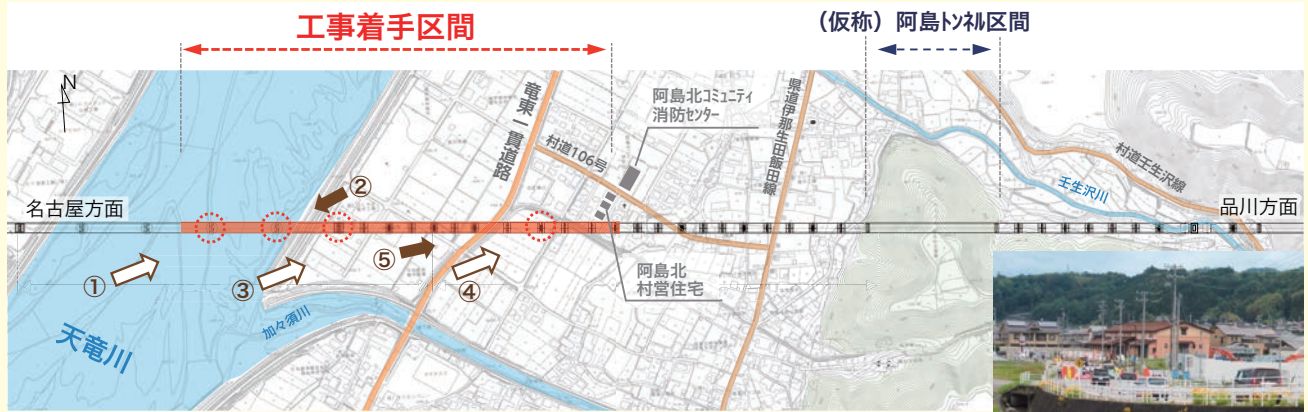 工事着手区間
（仮称）阿島トンネル区間
N
竜東一貫道路
村道106号
阿島北コミュニティ
消防センター
県道伊那生田飯田線
村道壬生沢線
壬生沢川
名古屋方面
品川方面
②
①
③
⑤
④
阿島北
村営住宅
加々須川
天竜川